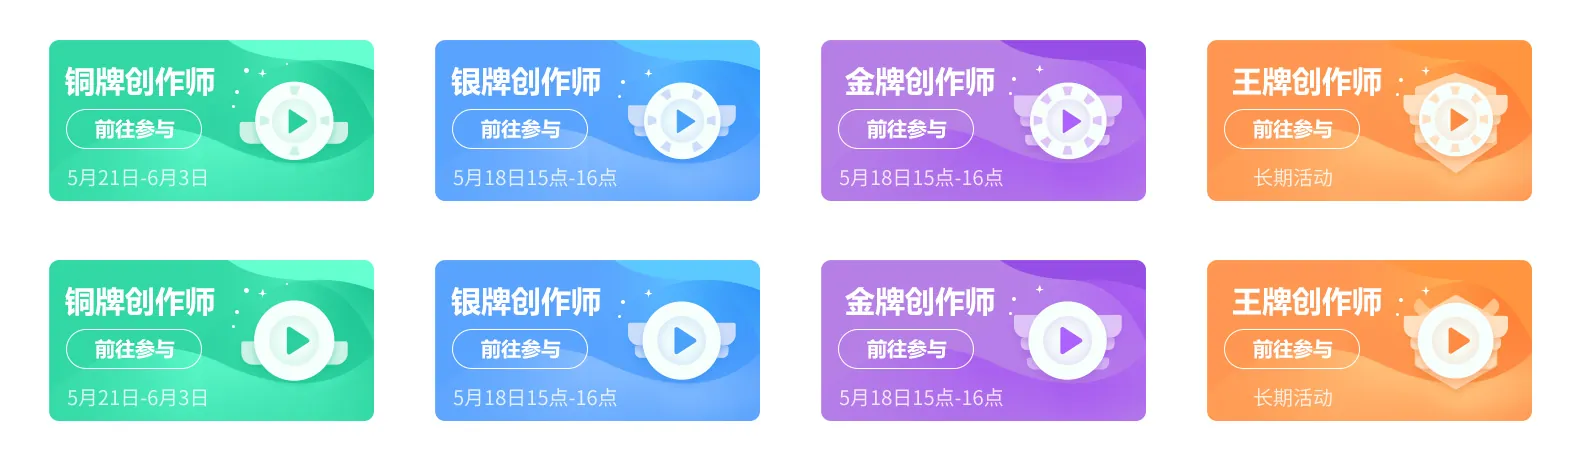 铜牌创作师
前往参与
5月21日-6月3日
银牌创作师
前往参与
5月18日15点-16点
金牌创作师
前往参与
5月18日15点-16点
王牌创作师
前往参与
长期活动
铜牌创作师
前往参与
5月21日-6月3日
银牌创作师
前往参与
5月18日15点-16点
金牌创作师
前往参与
5月18日15点-16点
王牌创作师
前往参与
长期活动